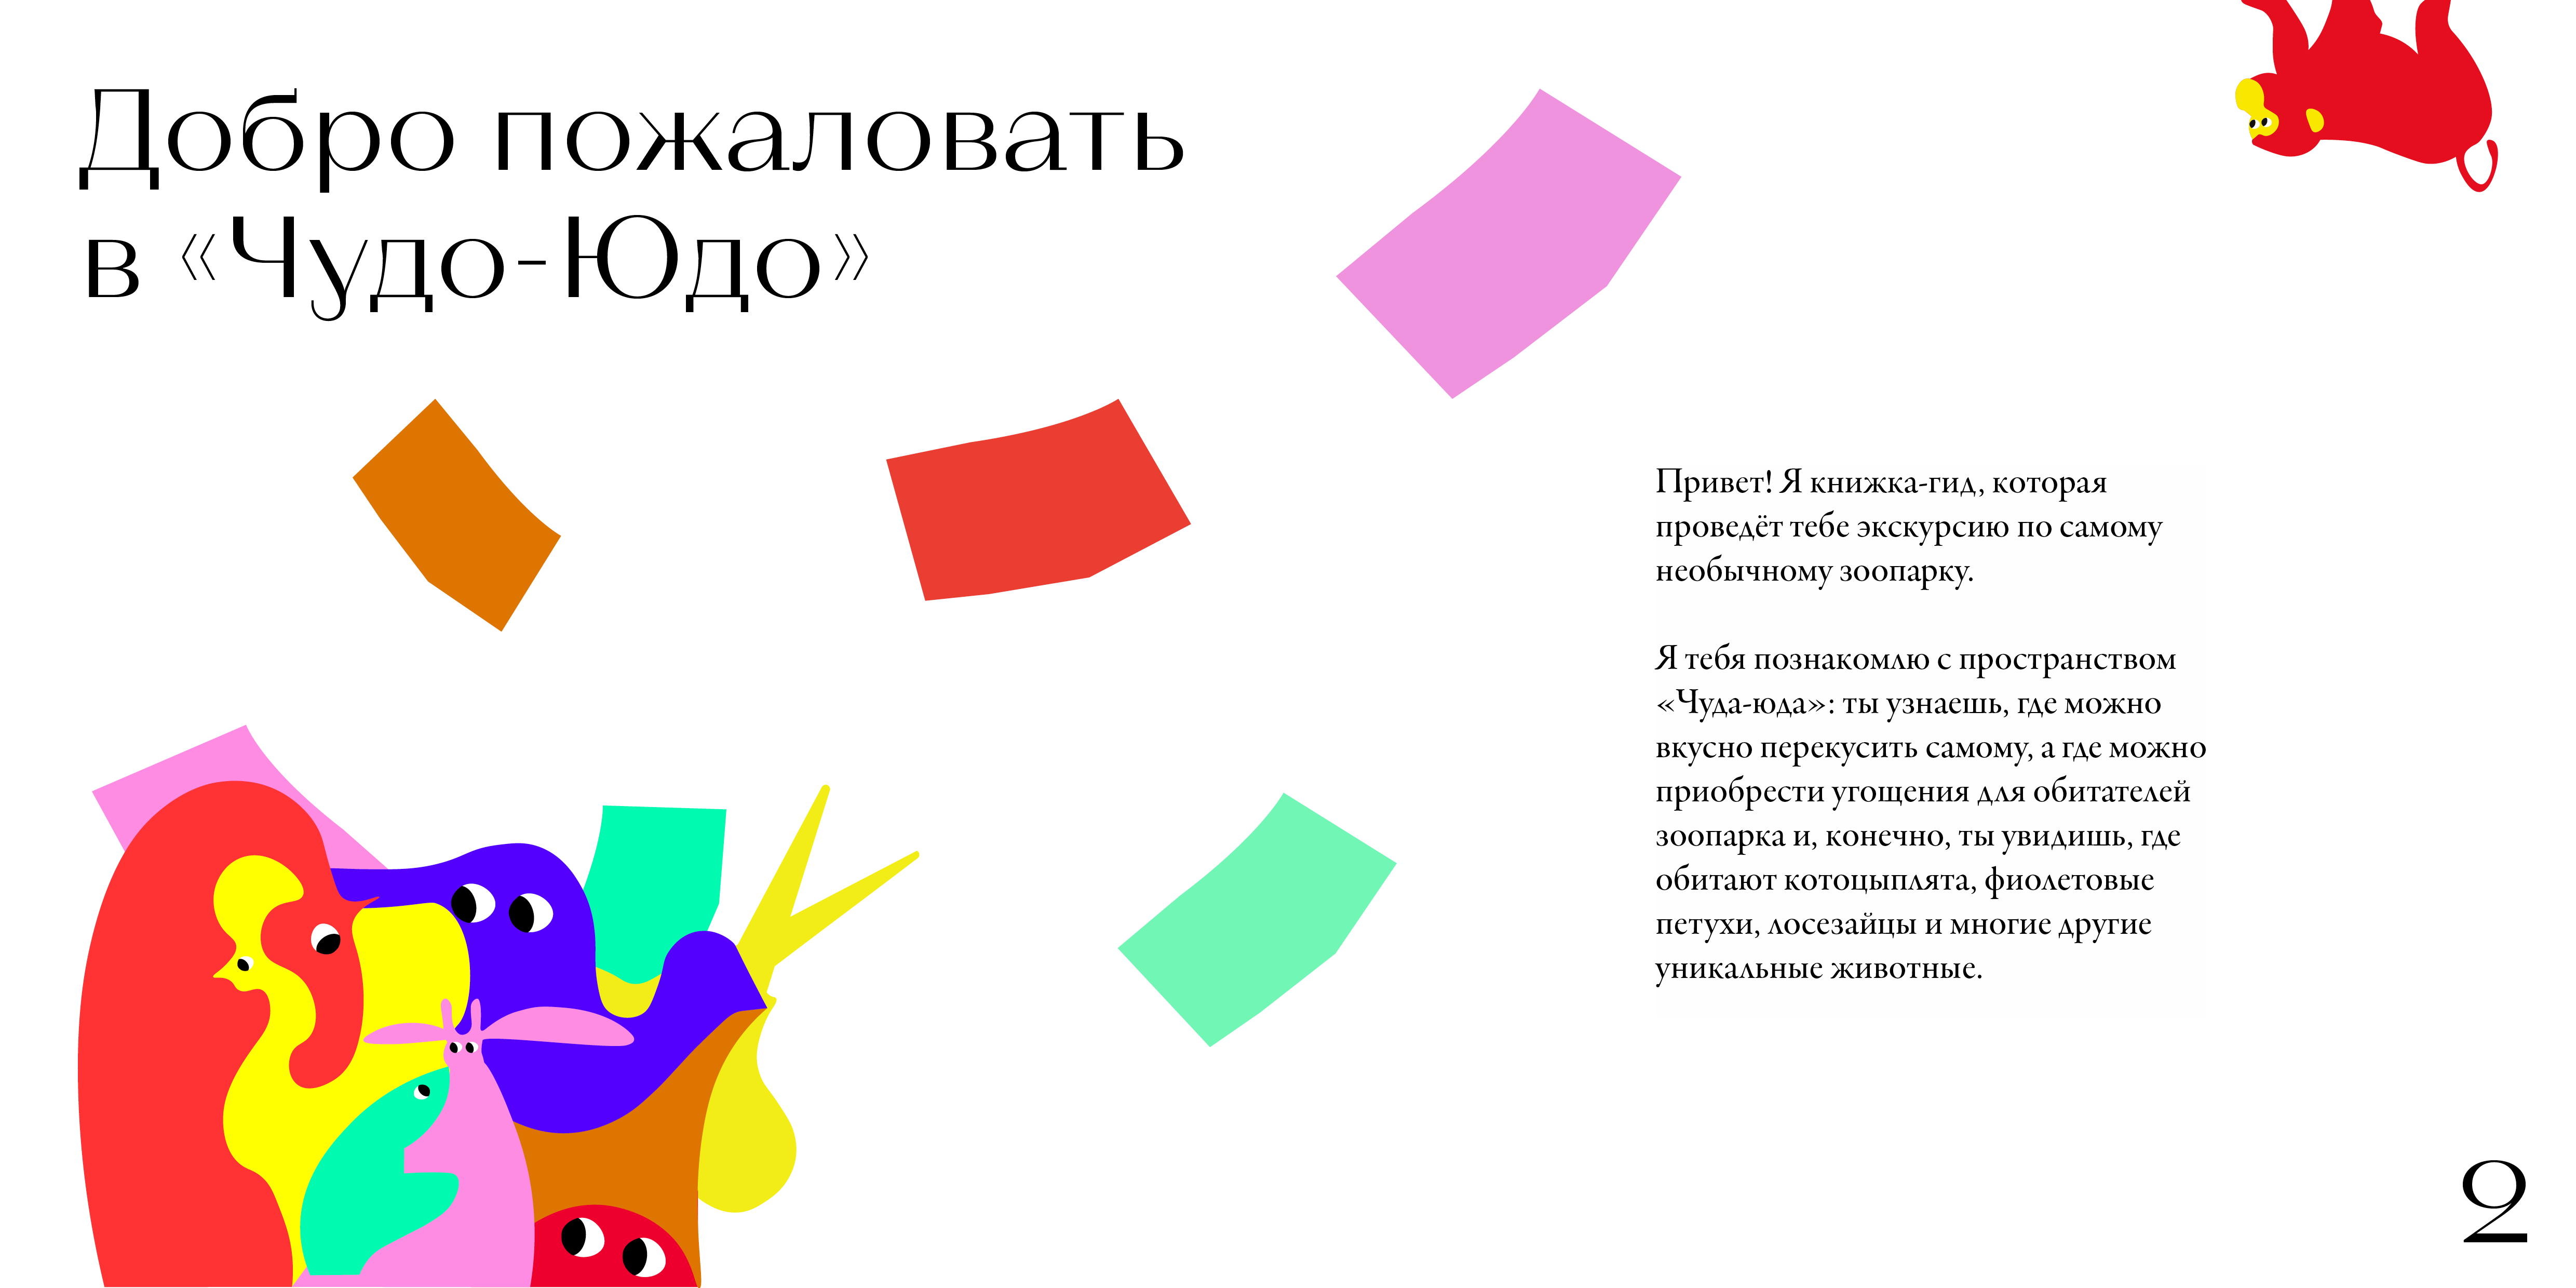 Добро пожаловать
в «Чудо-Юдо»
Привет! Я книжка-гид, которая
проведёт тебе экскурсию по самому
необычному зоопарку.
Я тебя познакомлю с пространством
«Чуда-юда»: ты узнаешь, где можно
вкусно перекусить самому, а где можно
приобрести угощения для обитателей
зоопарка и, конечно, ты увидишь, где
обитают котоцыплята, фиолетовые
петухи, лосезайцы и многие другие
уникальные животные.
2